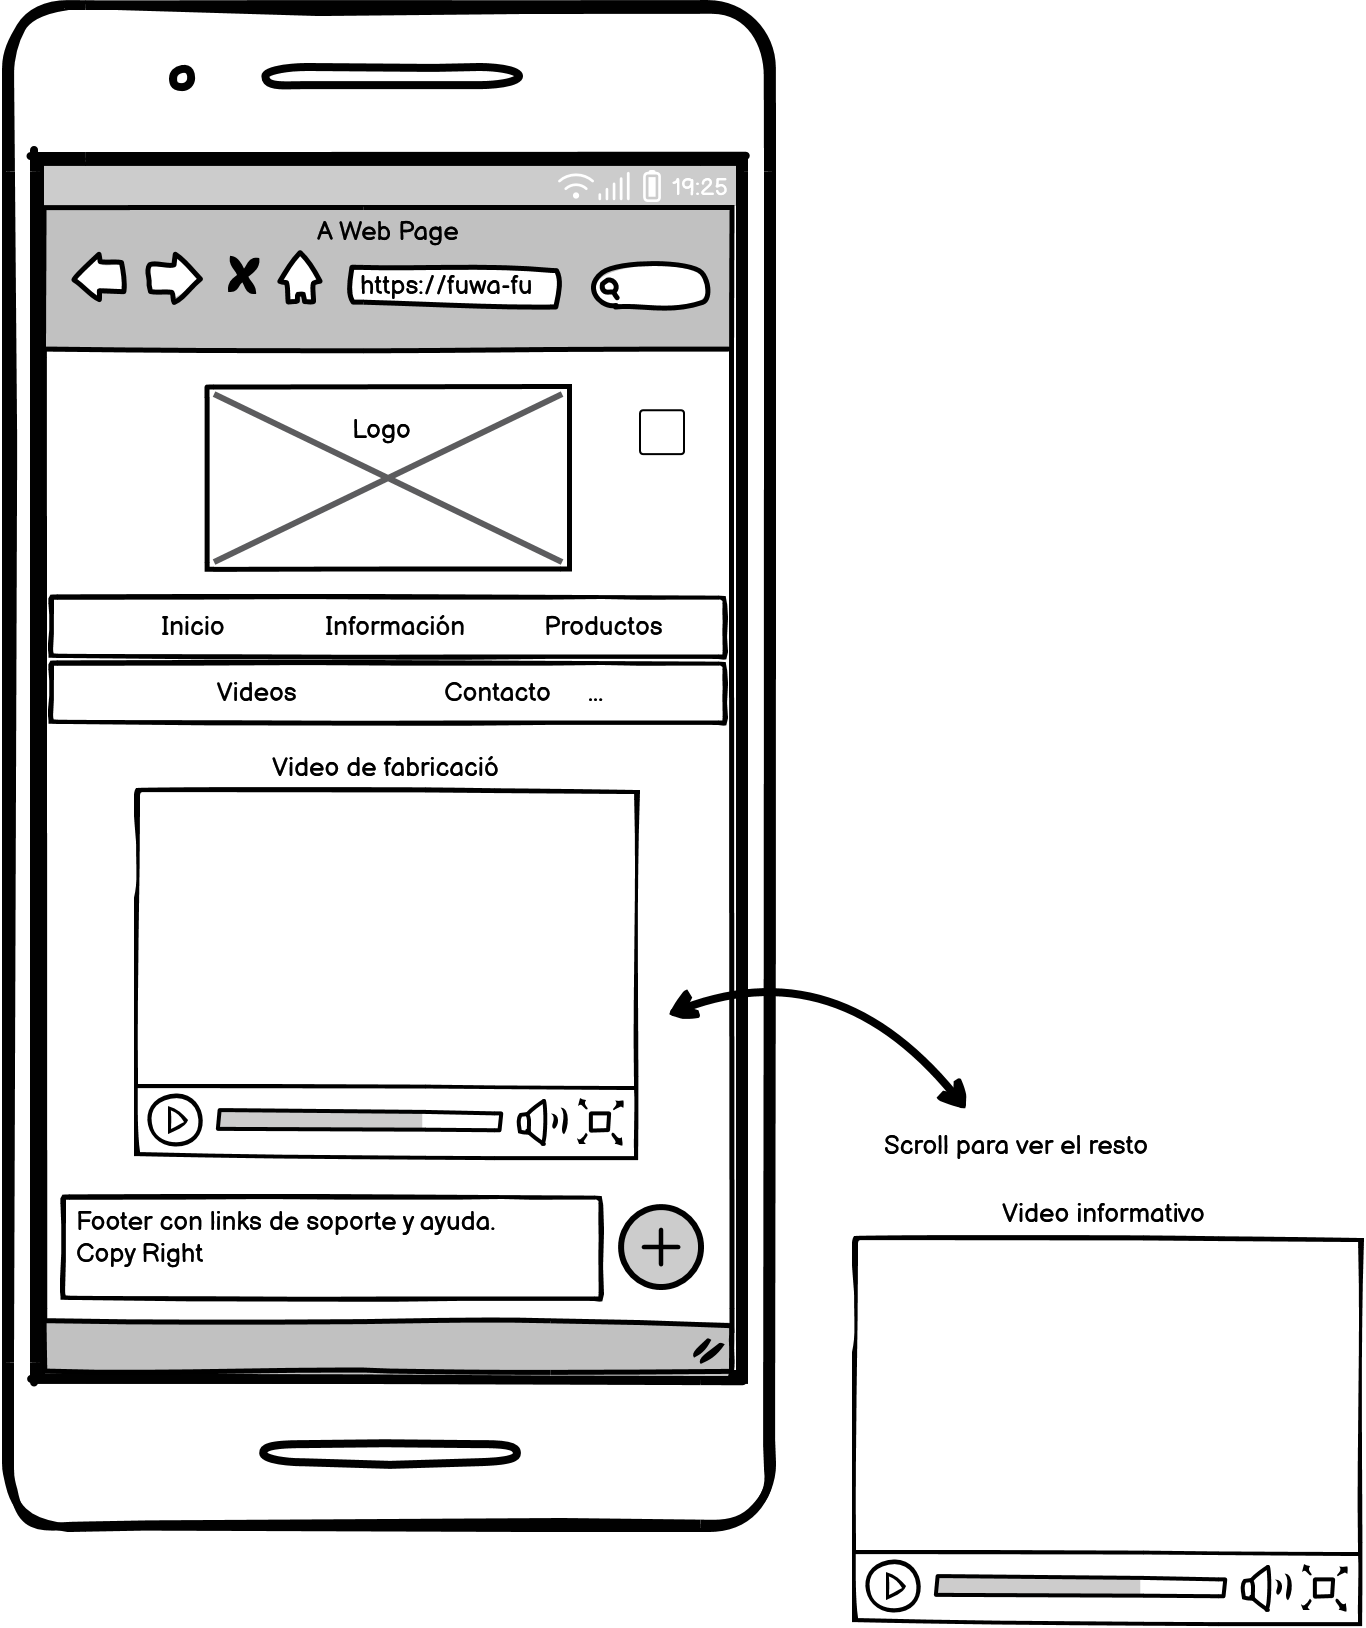 19:25
A Web Page
https://fuwa-fu
Logo
Inicio Información Productos
Videos Contacto ...
Video de fabricació
Scroll para ver el resto
Video informativo
Footer con links de soporte y ayuda.
Copy Right